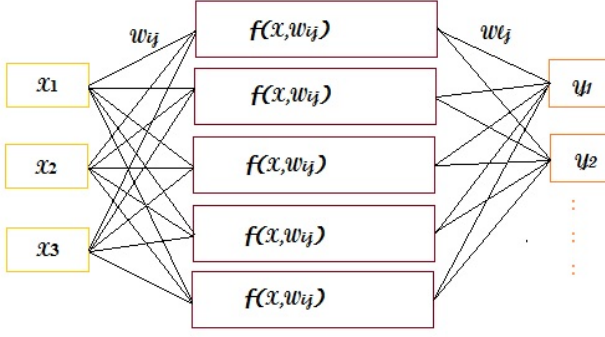 Wij
Wℓj
f(x,Wij)
f(x,Wij)
f(x,Wij)
f(x,Wij)
f(x,Wij)
x1
x2
x3
y1
y2
:
:
: